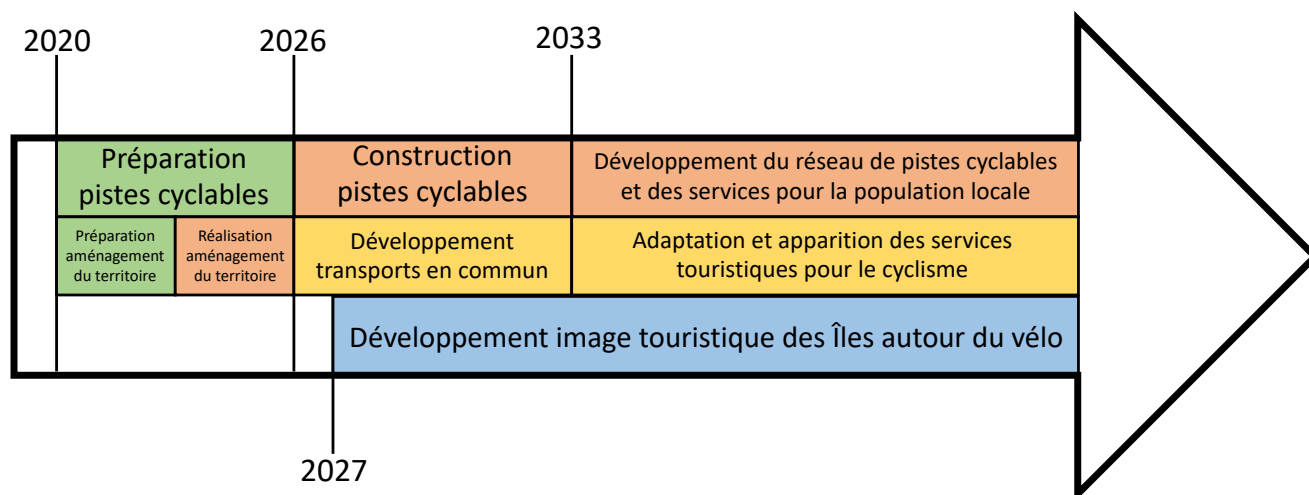 2020
2026
2033
Préparation
pistes cyclables
Construction
pistes cyclables
Développement du réseau de pistes cyclables
et des services pour la population locale
Préparation
aménagement
du territoire
Réalisation
aménagement
du territoire
Développement
transports en commun
Adaptation et apparition des services
touristiques pour le cyclisme
Développement image touristique des Îles autour du vélo
2027